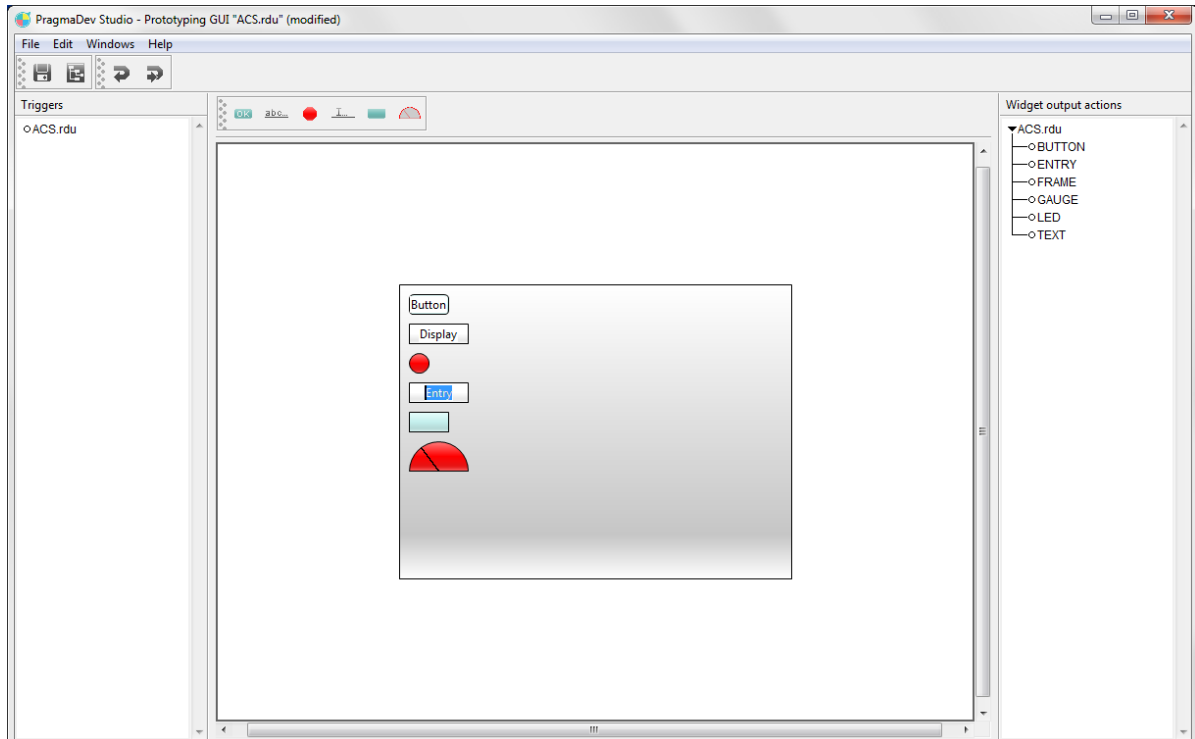 PragmaDev Studio - Prototyping GUI "ACS.rdu" (modified)
File Edit Windows Help
Triggers
ACS.rdu
OK abc... I...
Button
Display
Entry
Widget output actions
ACS.rdu
BUTTON
ENTRY
FRAME
GAUGE
LED
TEXT